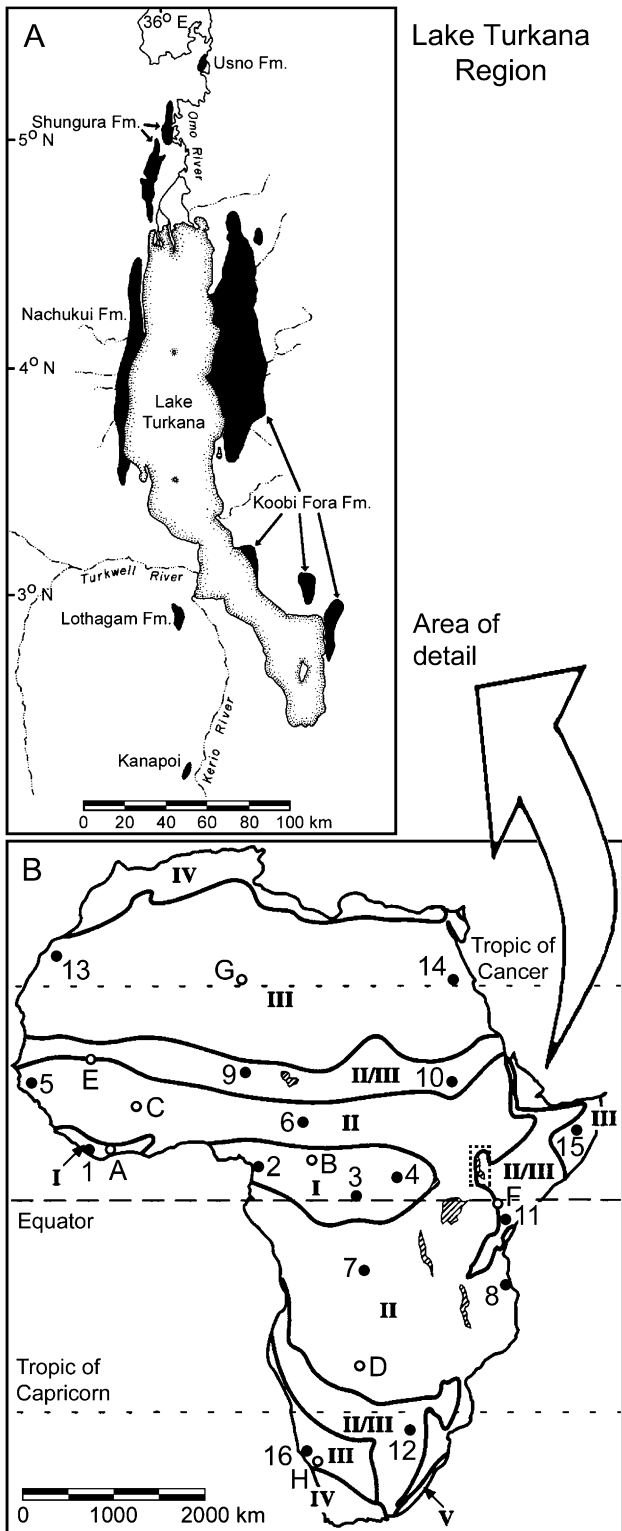 A
36° E
Lake Turkana
Region
Usno Fm.
Shungura Fm.
Omo
River
5° N
Nachukui Fm.
4° N
Lake
Turkana
Koobi Fora Fm.
Turkwell River
3° N
Lothagam Fm.
Area of
detail
Kerio River
Kanapoi
0 20 40 60 80 100 km
B
IV
13
G
14
Tropic of
Cancer
III
E
5
9
II/III
10
C
III
6
II
15
I
1
A
2
B
I
3
4
II/III
F
11
Equator
7
8
II
D
Tropic of
Capricorn
II/III
12
16
III
H
IV
V
0 1000 2000 km